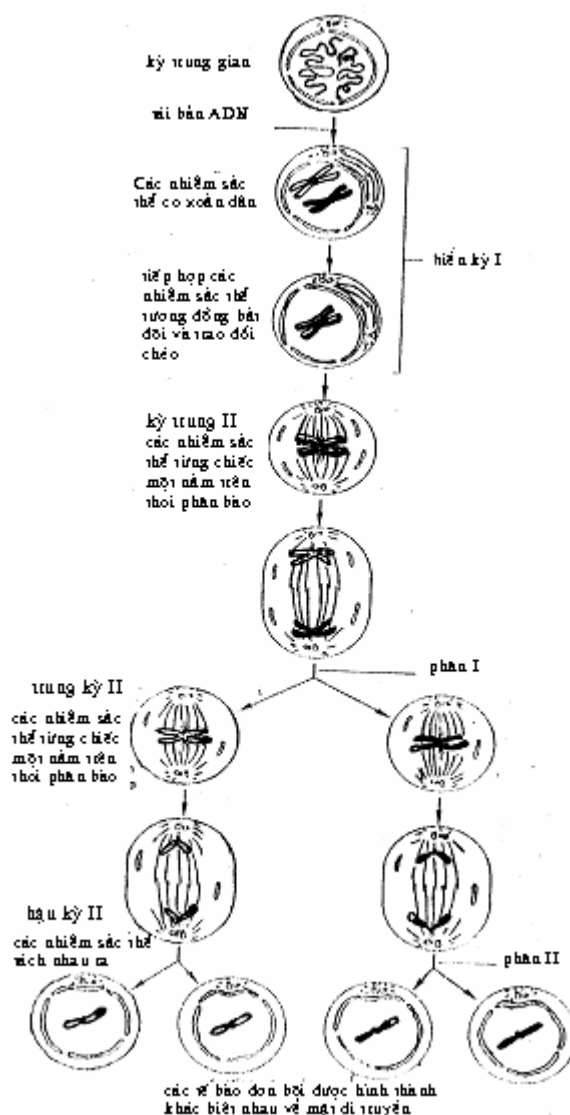 kỳ trung gian
tái bản ADN
Các nhiễm sắc
thể co xoắn dần
tiếp hợp các
nhiễm sắc thể
tương đồng bắt
đôi và trao đổi
chéo
hiển kỳ I
kỳ trung II
các nhiễm sắc
thể từng chiếc
một nằm trên
thoi phân bào
phân I
trung kỳ II
các nhiễm sắc
thể từng chiếc
một nằm trên
thoi phân bào
hậu kỳ II
các nhiễm sắc thể
tách nhau ra
phân II
các tế bào đơn bội được hình thành
khác biệt nhau về mặt di truyền